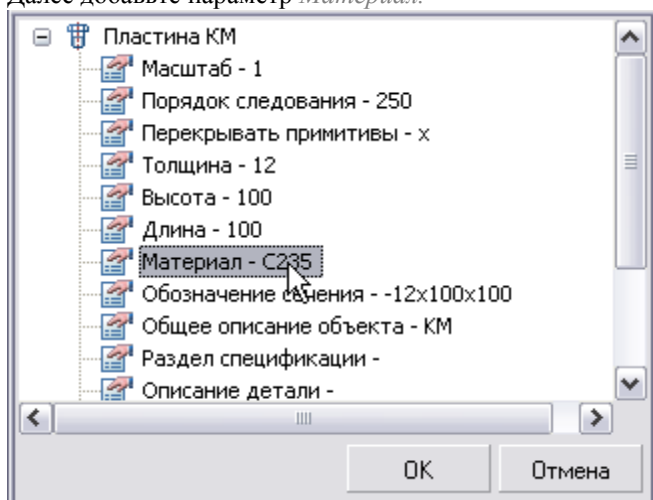 Далее добавьте параметр Материал.
Пластина КМ
Масштаб - 1
Порядок следования - 250
Перекрывать примитивы - x
Толщина - 12
Высота - 100
Длина - 100
Материал - С235
Обозначение сечения - -12x100x100
Общее описание объекта - КМ
Раздел спецификации -
Описание детали -
ОК
Отмена